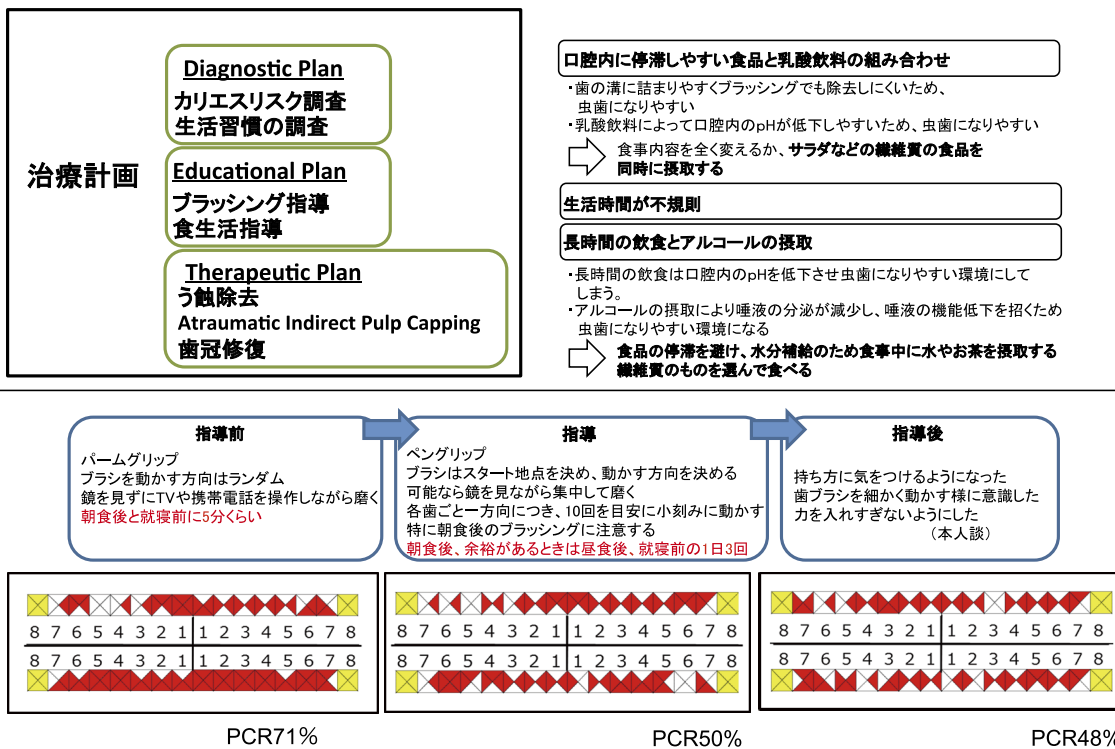 治療計画
Diagnostic Plan
カリエスリスク調査
生活習慣の調査
Educational Plan
ブラッシング指導
食生活指導
Therapeutic Plan
う蝕除去
Atraumatic Indirect Pulp Capping
歯冠修復
口腔内に停滞しやすい食品と乳酸飲料の組み合わせ
・歯の溝に詰まりやすくブラッシングでも除去しにくいため、
虫歯になりやすい
・乳酸飲料によって口腔内のpHが低下しやすいため、虫歯になりやすい
食事内容を全く変えるか、サラダなどの繊維質の食品を
同時に摂取する
生活時間が不規則
長時間の飲食とアルコールの摂取
・長時間の飲食は口腔内のpHを低下させ虫歯になりやすい環境にして
しまう。
・アルコールの摂取により唾液の分泌が減少し、唾液の機能低下を招くため
虫歯になりやすい環境になる
食品の停滞を避け、水分補給のため食事中に水やお茶を摂取する
繊維質のものを選んで食べる
指導前
パームグリップ
ブラシを動かす方向はランダム
鏡を見ずにTVや携帯電話を操作しながら磨く
朝食後と就寝前に5分くらい
指導
ペングリップ
ブラシはスタート地点を決め、動かす方向を決める
可能なら鏡を見ながら集中して磨く
各歯ごと一方向につき、10回を目安に小刻みに動かす
特に朝食後のブラッシングに注意する
朝食後、余裕があるときは昼食後、就寝前の1日3回
指導後
持ち方に気をつけるようになった
歯ブラシを細かく動かす様に意識した
力を入れすぎないようにした
（本人談）
8 7 6 5 4 3 2 1 1 2 3 4 5 6 7 8
8 7 6 5 4 3 2 1 1 2 3 4 5 6 7 8
PCR71%
8 7 6 5 4 3 2 1 1 2 3 4 5 6 7 8
8 7 6 5 4 3 2 1 1 2 3 4 5 6 7 8
PCR50%
8 7 6 5 4 3 2 1 1 2 3 4 5 6 7 8
8 7 6 5 4 3 2 1 1 2 3 4 5 6 7 8
PCR48%